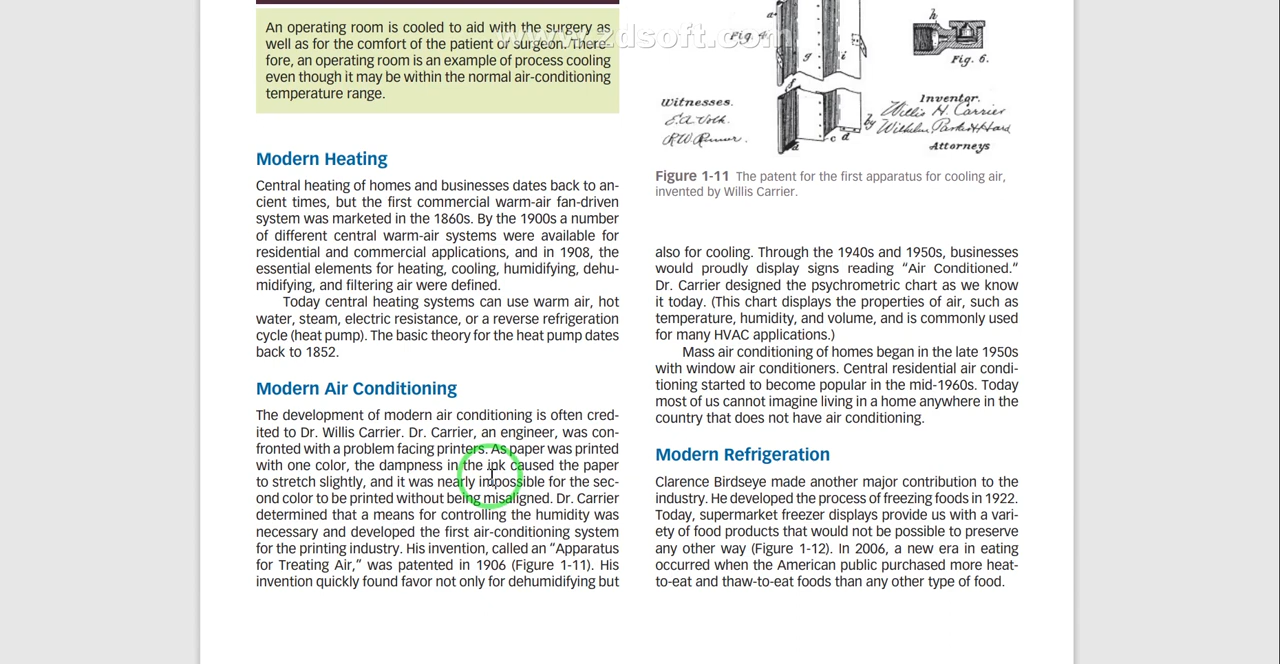 An operating room is cooled to aid with the surgery as
well as for the comfort of the patient or surgeon. There-
fore, an operating room is an example of process cooling
even though it may be within the normal air-conditioning
temperature range.
Modern Heating
Central heating of homes and businesses dates back to an-
cient times, but the first commercial warm-air fan-driven
system was marketed in the 1860s. By the 1900s a number
of different central warm-air systems were available for
residential and commercial applications, and in 1908, the
essential elements for heating, cooling, humidifying, dehu-
midifying, and filtering air were defined.
Today central heating systems can use warm air, hot
water, steam, electric resistance, or a reverse refrigeration
cycle (heat pump). The basic theory for the heat pump dates
back to 1852.
Modern Air Conditioning
The development of modern air conditioning is often cred-
ited to Dr. Willis Carrier. Dr. Carrier, an engineer, was con-
fronted with a problem facing printers. As paper was printed
with one color, the dampness in the ink caused the paper
to stretch slightly, and it was nearly impossible for the sec-
ond color to be printed without being misaligned. Dr. Carrier
determined that a means for controlling the humidity was
necessary and developed the first air-conditioning system
for the printing industry. His invention, called an “Apparatus
for Treating Air,” was patented in 1906 (Figure 1-11). His
invention quickly found favor not only for dehumidifying but
www.zdsoft.com
a
Fig. 4.
g
i
h
Fig. 6.
f
Witnesses.
Inventor.
Willis H. Carrier
by
c d
Attorneys
Figure 1-11 The patent for the first apparatus for cooling air,
invented by Willis Carrier.
also for cooling. Through the 1940s and 1950s, businesses
would proudly display signs reading “Air Conditioned.”
Dr. Carrier designed the psychrometric chart as we know
it today. (This chart displays the properties of air, such as
temperature, humidity, and volume, and is commonly used
for many HVAC applications.)
Mass air conditioning of homes began in the late 1950s
with window air conditioners. Central residential air condi-
tioning started to become popular in the mid-1960s. Today
most of us cannot imagine living in a home anywhere in the
country that does not have air conditioning.
Modern Refrigeration
Clarence Birdseye made another major contribution to the
industry. He developed the process of freezing foods in 1922.
Today, supermarket freezer displays provide us with a vari-
ety of food products that would not be possible to preserve
any other way (Figure 1-12). In 2006, a new era in eating
occurred when the American public purchased more heat-
to-eat and thaw-to-eat foods than any other type of food.